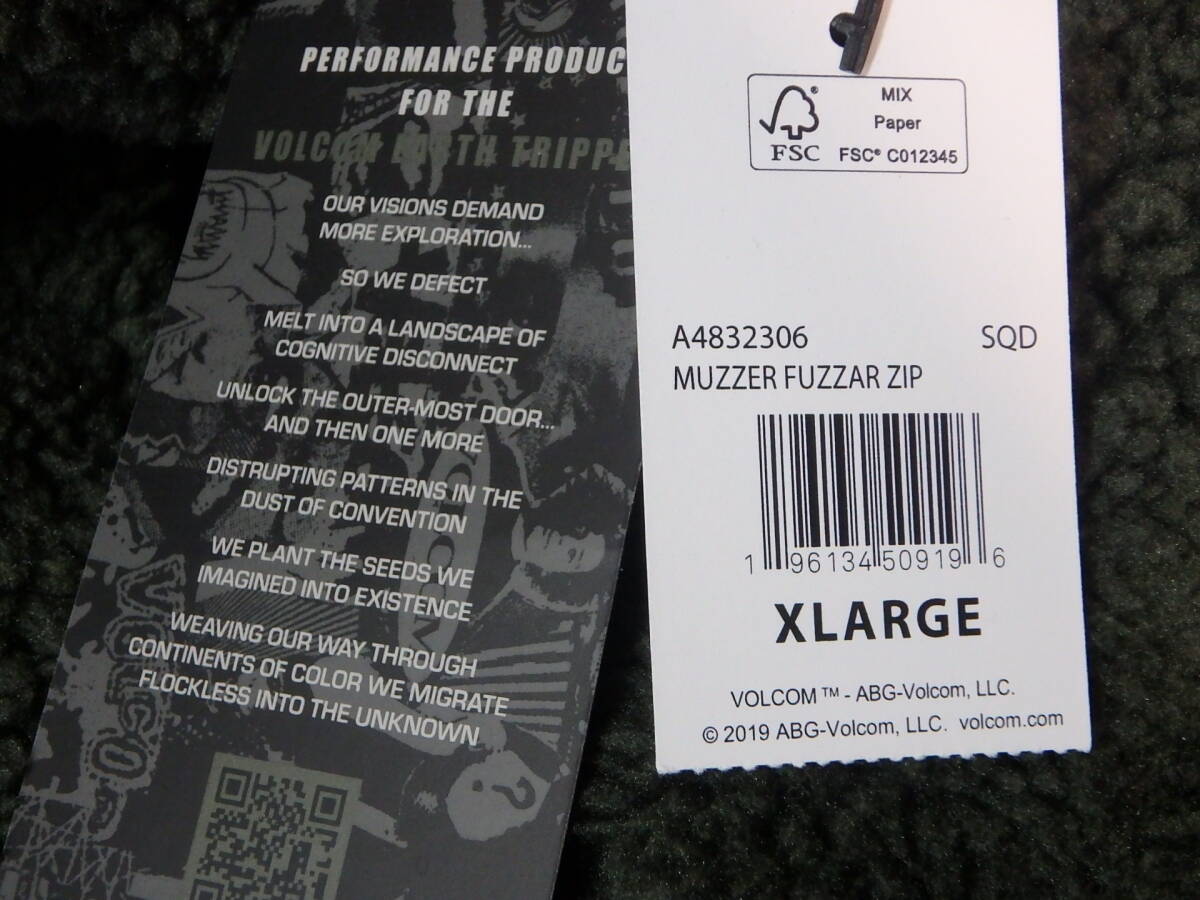 PERFORMANCE PRODUC
FOR THE
VOLCOM EARTH TRIPPE
OUR VISIONS DEMAND
MORE EXPLORATION...
SO WE DEFECT
MELT INTO A LANDSCAPE OF
COGNITIVE DISCONNECT
UNLOCK THE OUTER-MOST DOOR...
AND THEN ONE MORE
DISTRUPTING PATTERNS IN THE
DUST OF CONVENTION
WE PLANT THE SEEDS WE
IMAGINED INTO EXISTENCE
WEAVING OUR WAY THROUGH
CONTINENTS OF COLOR WE MIGRATE
FLOCKLESS INTO THE UNKNOWN
?
FSC®
MIX
Paper
FSC® C012345
A4832306 SQD
MUZZER FUZZAR ZIP
1 96134 50919 6
XLARGE
VOLCOM™ - ABG-Volcom, LLC.
© 2019 ABG-Volcom, LLC. volcom.com